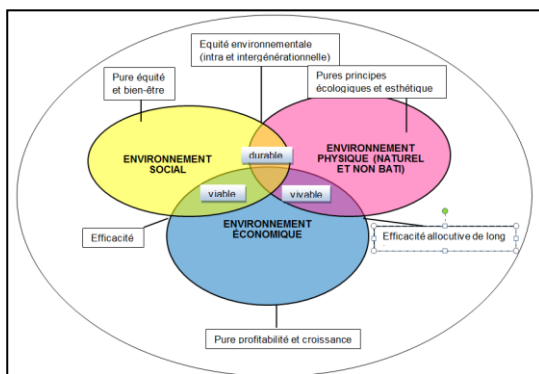 Equité environnementale
(intra et intergénérationnelle)
Pure équité
et bien-être
Pures principes
écologiques et esthétique
ENVIRONNEMENT
SOCIAL
durable
ENVIRONNEMENT
PHYSIQUE (NATUREL
ET NON BATI)
viable
vivable
ENVIRONNEMENT
ÉCONOMIQUE
Efficacité
Efficacité allocutive de long
Pure profitabilité et croissance